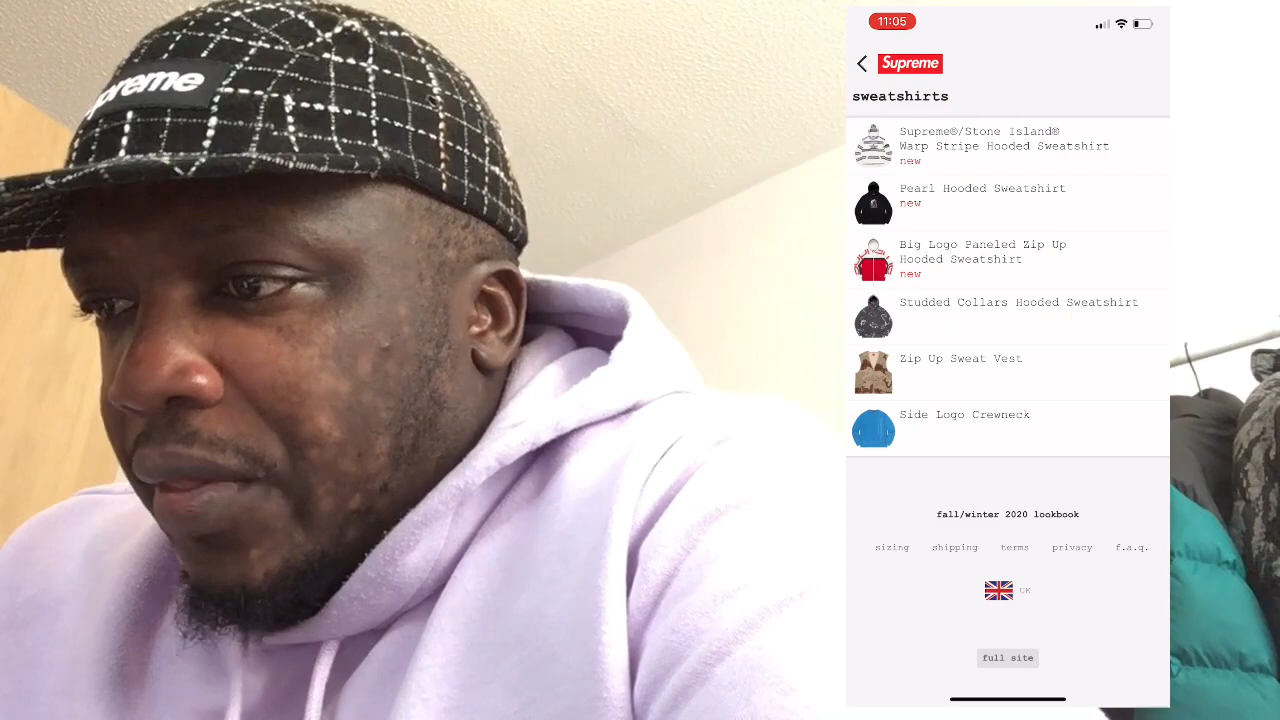 preme
11:05
Supreme
sweatshirts
Supreme®/Stone Island®
Warp Stripe Hooded Sweatshirt
new
Pearl Hooded Sweatshirt
new
Big Logo Paneled Zip Up
Hooded Sweatshirt
new
Studded Collars Hooded Sweatshirt
Zip Up Sweat Vest
Side Logo Crewneck
fall/winter 2020 lookbook
sizing shipping terms privacy f.a.q.
UK
full site